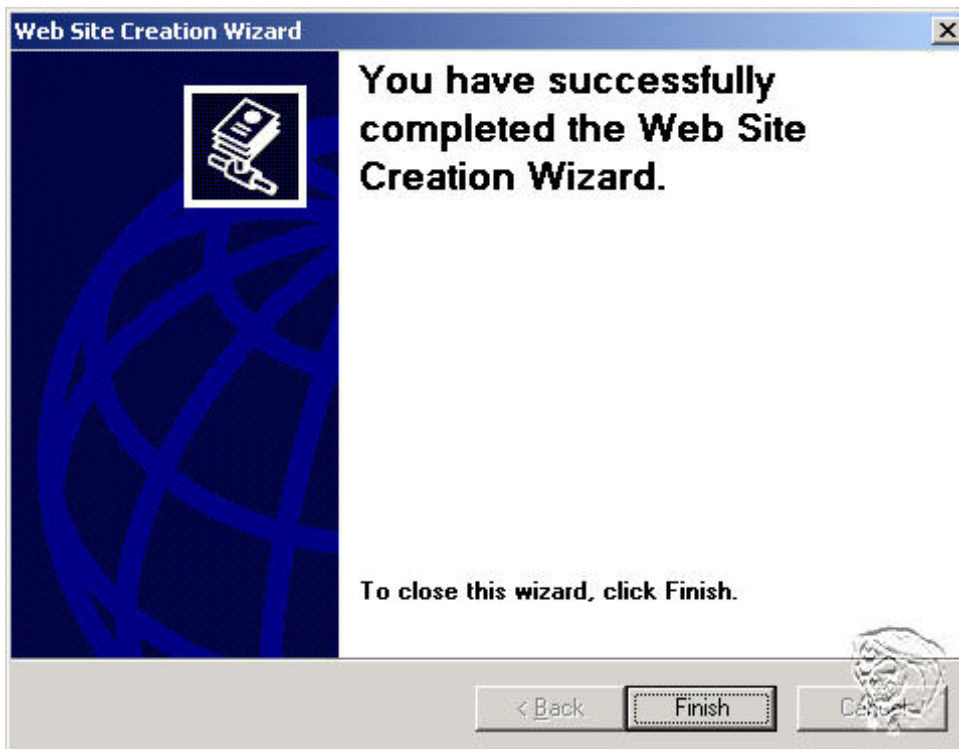 Web Site Creation Wizard
You have successfully
completed the Web Site
Creation Wizard.
To close this wizard, click Finish.
< Back
Finish
Cancel